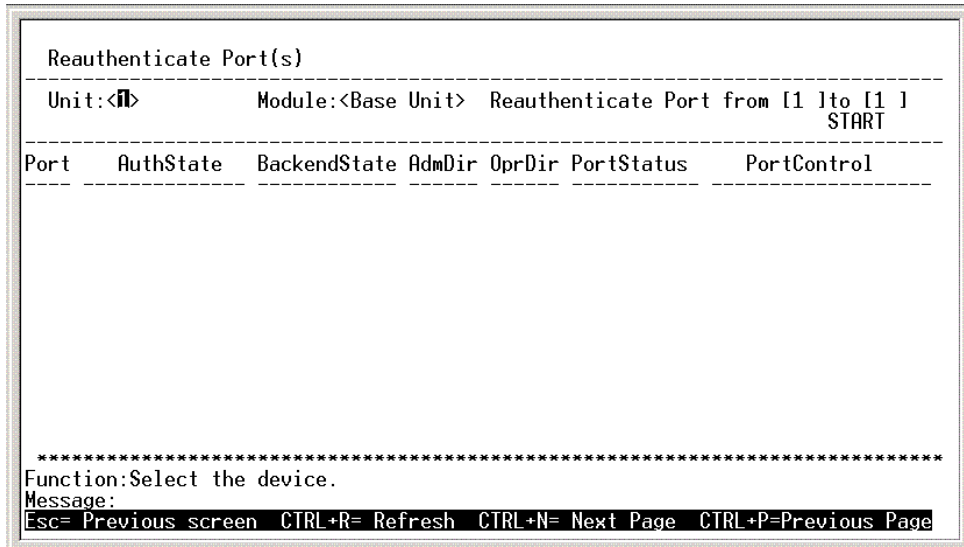 Reauthenticate Port(s)
Unit:<1> Module:<Base Unit> Reauthenticate Port from [1 ]to [1 ]
START
Port AuthState BackendState AdmDir OprDir PortStatus PortControl
---- -------------- ------------ ------ ------ ---------- -------------------
*******************************************************************************
Function:Select the device.
Message:
Esc= Previous screen CTRL+R= Refresh CTRL+N= Next Page CTRL+P=Previous Page